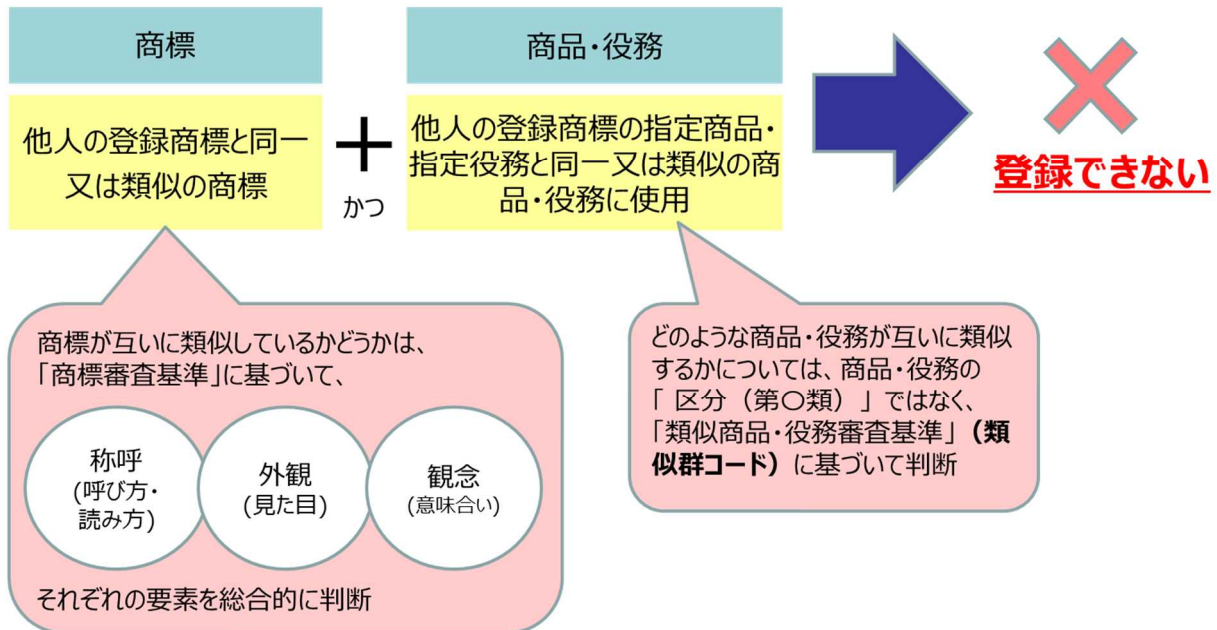 商標
他人の登録商標と同一
又は類似の商標
＋
かつ
商品・役務
他人の登録商標の指定商品・
指定役務と同一又は類似の商
品・役務に使用
登録できない
商標が互いに類似しているかどうかは、
「商標審査基準」に基づいて、
称呼
(呼び方・
読み方)
外観
(見た目)
観念
(意味合い)
それぞれの要素を総合的に判断
どのような商品・役務が互いに類似
するかについては、商品・役務の
「 区分（第〇類）」ではなく、
「類似商品・役務審査基準」（類
似群コード）に基づいて判断